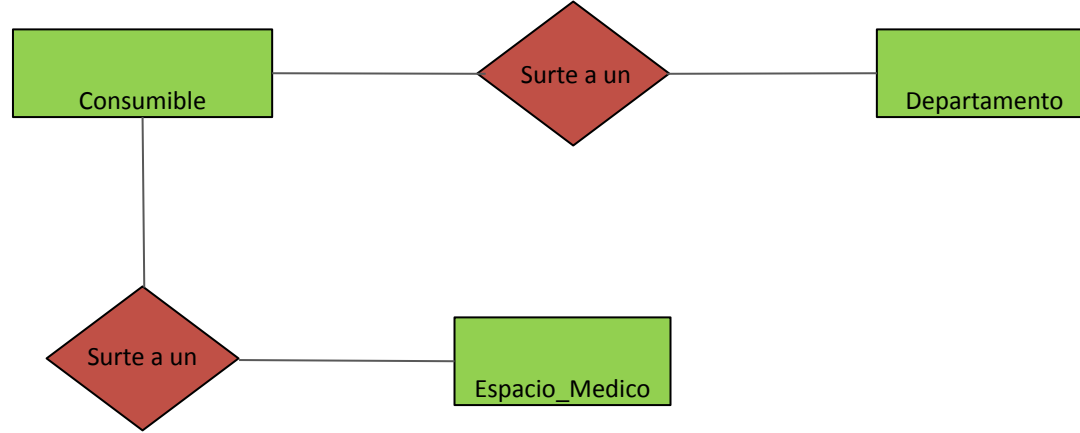 Surte a un
Consumible
Departamento
Surte a un
Espacio_Medico